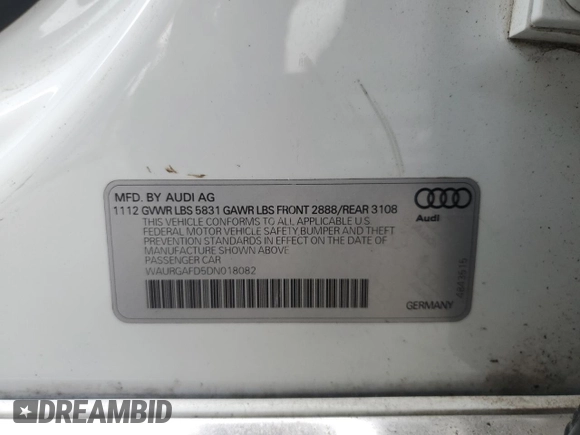 MFD. BY AUDI AG
1112 GVWR LBS 5831 GAWR LBS FRONT 2888/REAR 3108
THIS VEHICLE CONFORMS TO ALL APPLICABLE U.S.
FEDERAL MOTOR VEHICLE SAFETY BUMPER AND THEFT
PREVENTION STANDARDS IN EFFECT ON THE DATE OF
MANUFACTURE SHOWN ABOVE
PASSENGER CAR
WAURGAFD5DN018082
Audi
GERMANY
DREAMBID